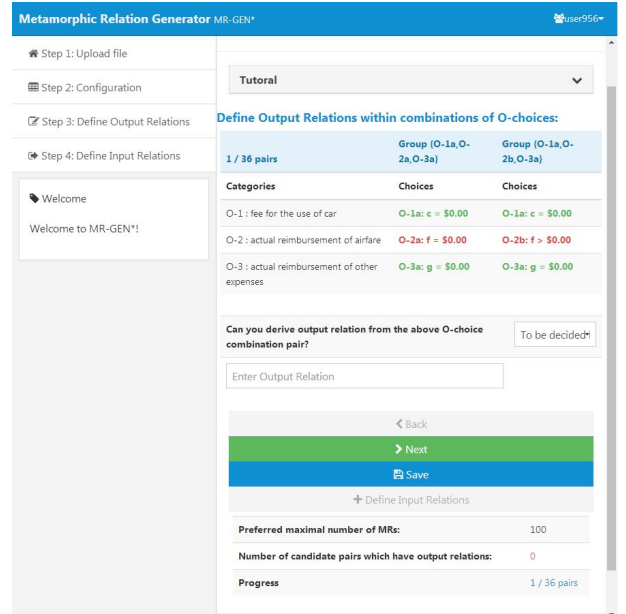 Metamorphic Relation Generator MR-GEN*
user956
Step 1: Upload file
Step 2: Configuration
Step 3: Define Output Relations
Step 4: Define Input Relations
Welcome
Welcome to MR-GEN*!
Tutoral
Define Output Relations within combinations of O-choices:
1 / 36 pairs
Group (O-1a,O-
2a,O-3a)
Group (O-1a,O-
2b,O-3a)
Categories Choices Choices
O-1 : fee for the use of car O-1a: c = $0.00 O-1a: c = $0.00
O-2 : actual reimbursement of airfare O-2a: f = $0.00 O-2b: f > $0.00
O-3 : actual reimbursement of other
expenses
O-3a: g = $0.00 O-3a: g = $0.00
Can you derive output relation from the above O-choice
combination pair?
To be decided
Enter Output Relation
Back
Next
Save
Define Input Relations
Preferred maximal number of MRs: 100
Number of candidate pairs which have output relations: 0
Progress 1 / 36 pairs